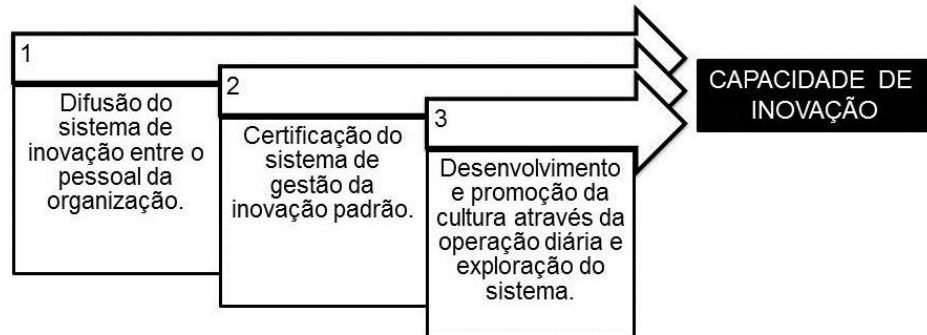 1
Difusão do
sistema de
inovação entre o
pessoal da
organização.
2
Certificação do
sistema de
gestão da
inovação padrão.
3
Desenvolvimento
e promoção da
cultura através da
operação diária e
exploração do
sistema.
CAPACIDADE DE
INOVAÇÃO